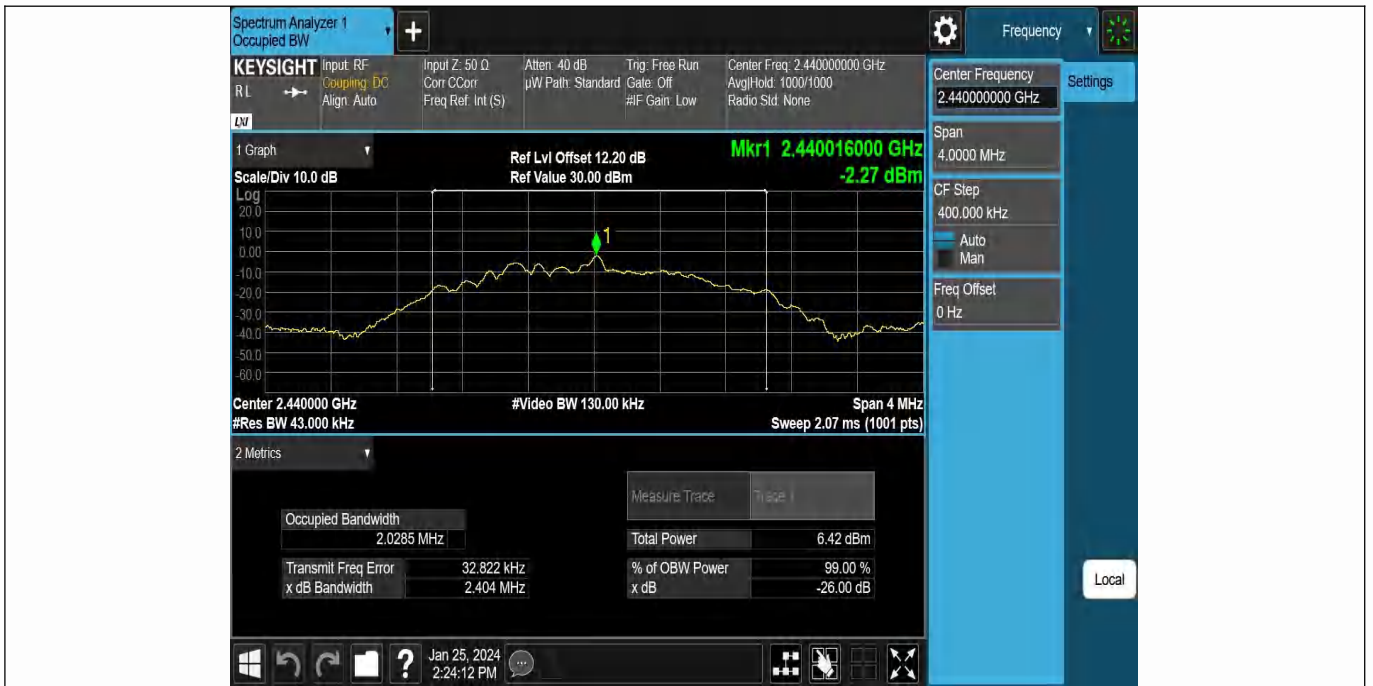 Spectrum Analyzer 1
Occupied BW
+
Frequency
KEYSIGHT
RL
LXI
Input: RF
Coupling: DC
Align: Auto
Input Z: 50 Ω
Corr CCorr
Freq Ref: Int (S)
Atten: 40 dB
µW Path: Standard
Trig: Free Run
Gate: Off
#IF Gain: Low
Center Freq: 2.440000000 GHz
Avg|Hold: 1000/1000
Radio Std: None
Center Frequency
2.440000000 GHz
Settings
Span
4.0000 MHz
CF Step
400.000 kHz
Auto
Man
Freq Offset
0 Hz
Local
1 Graph
Scale/Div 10.0 dB
Ref Lvl Offset 12.20 dB
Ref Value 30.00 dBm
Mkr1 2.440016000 GHz
-2.27 dBm
Log
20.0
10.0
0.00
-10.0
-20.0
-30.0
-40.0
-50.0
-60.0
1
Center 2.440000 GHz
#Video BW 130.00 kHz
Span 4 MHz
#Res BW 43.000 kHz
Sweep 2.07 ms (1001 pts)
2 Metrics
Measure Trace
Trace 1
Occupied Bandwidth
2.0285 MHz
Total Power
6.42 dBm
Transmit Freq Error
32.822 kHz
% of OBW Power
99.00 %
x dB Bandwidth
2.404 MHz
x dB
-26.00 dB
?
Jan 25, 2024
2:24:12 PM